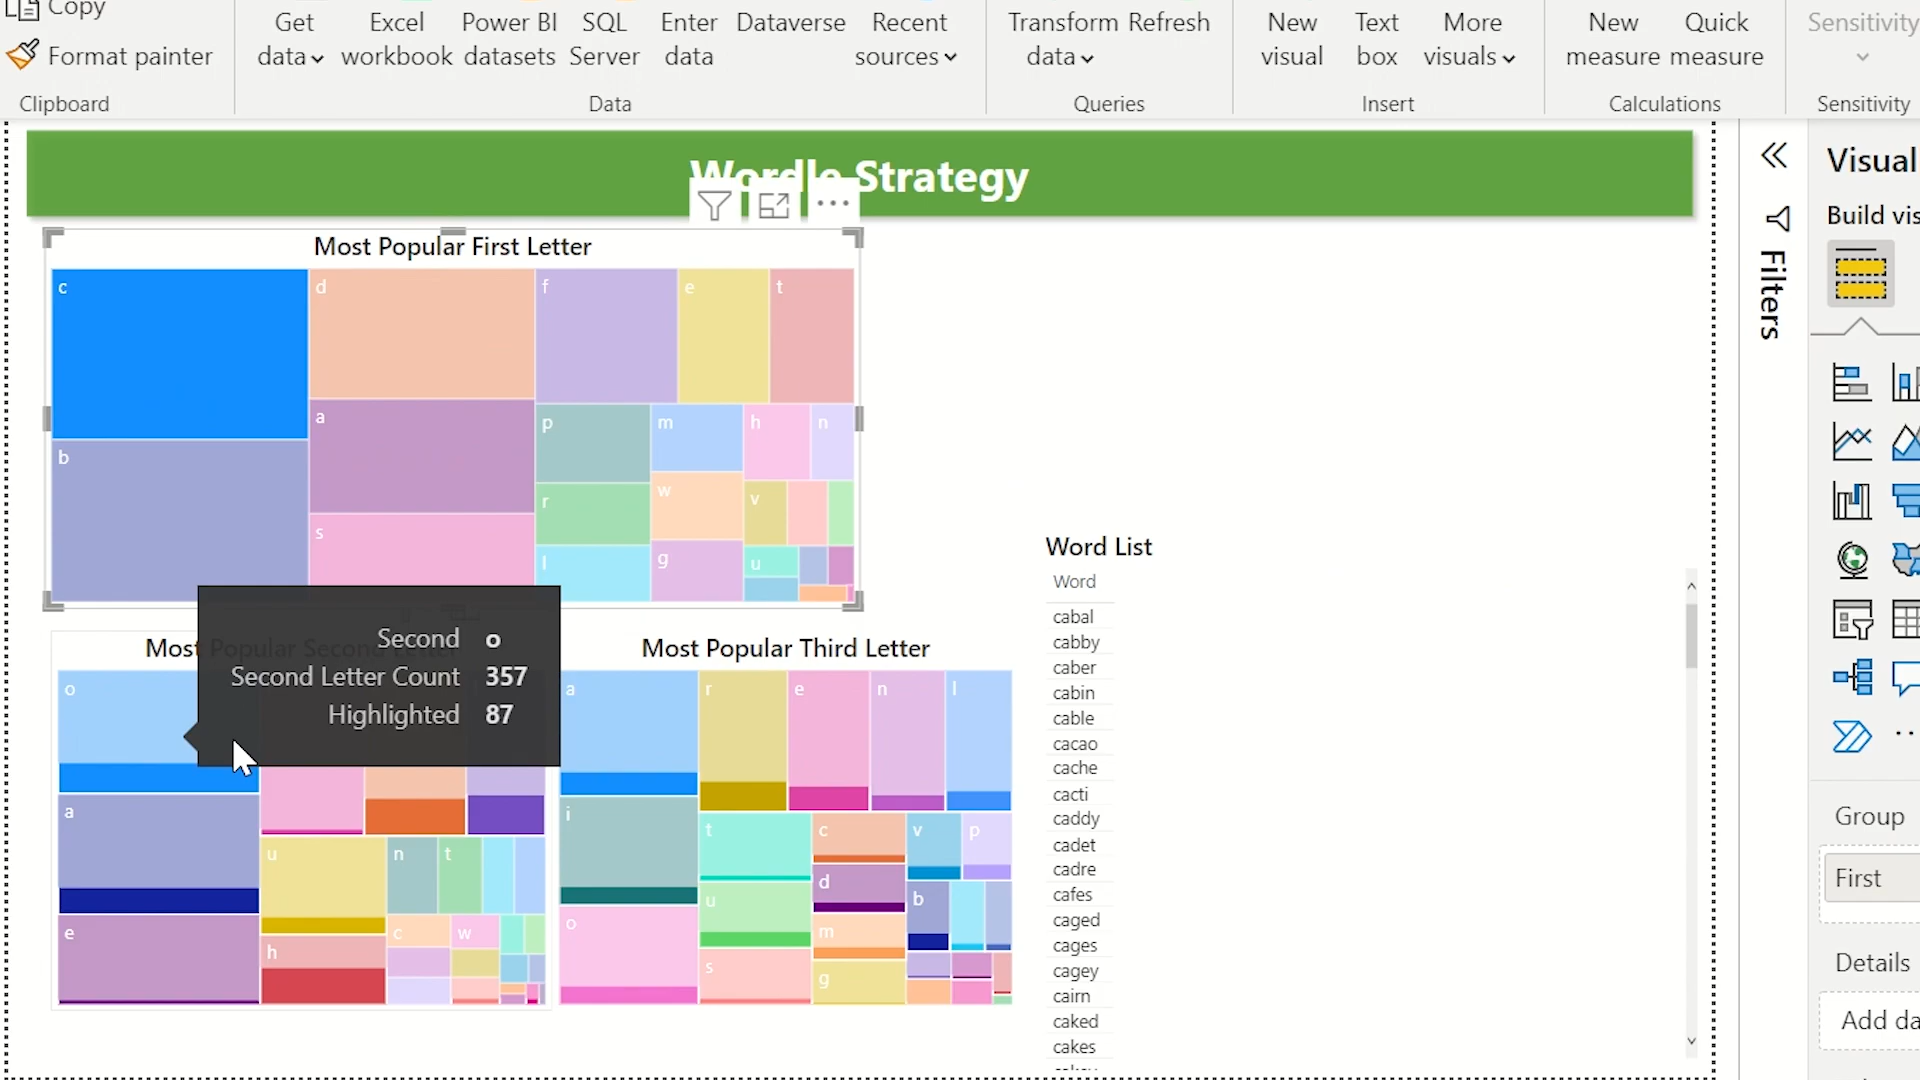 Copy
Format painter
Clipboard
Get data
Excel workbook
Power BI datasets
SQL Server
Enter data
Dataverse
Recent sources
Data
Transform data
Refresh
Queries
New visual
Text box
More visuals
Insert
New measure
Quick measure
Calculations
Sensitivity
Sensitivity
Wordle Strategy
Most Popular First Letter
c
d
f
e
t
b
a
s
p
m
h
n
r
w
v
l
g
u
Most Popular Second Letter
Second o
Second Letter Count 357
Highlighted 87
o
a
e
u
h
n
t
c
w
Most Popular Third Letter
a
r
e
n
l
i
t
c
v
p
o
u
d
b
m
s
g
Word List
Word
cabal
cabby
caber
cabin
cable
cacao
cache
cacti
caddy
cadet
cadre
cafes
caged
cages
cagey
cairn
caked
cakes
Filters
Visual
Build vis
Group
First
Details
Add da